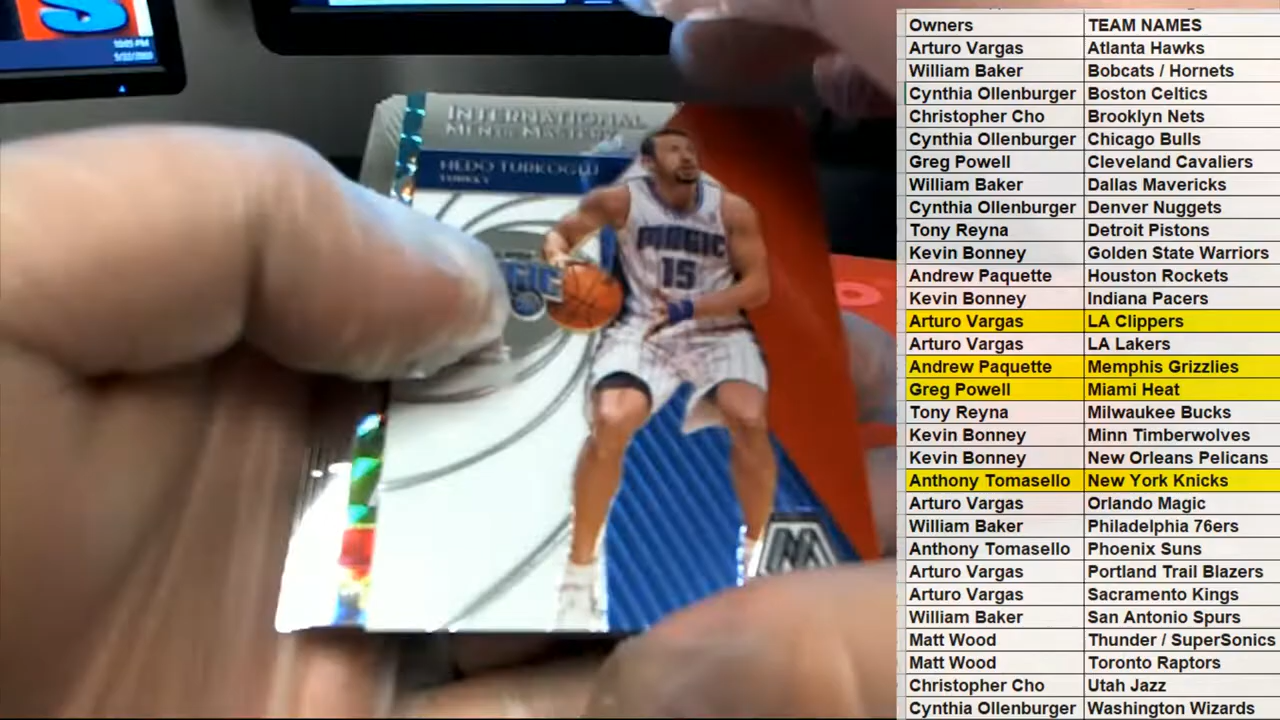 S
10:05 PM
INTERNATIONAL
MEN OF MASTERY
HEDO TURKOGLU
TURKEY
MAGIC
15
Owners TEAM NAMES
Arturo Vargas Atlanta Hawks
William Baker Bobcats / Hornets
Cynthia Ollenburger Boston Celtics
Christopher Cho Brooklyn Nets
Cynthia Ollenburger Chicago Bulls
Greg Powell Cleveland Cavaliers
William Baker Dallas Mavericks
Cynthia Ollenburger Denver Nuggets
Tony Reyna Detroit Pistons
Kevin Bonney Golden State Warriors
Andrew Paquette Houston Rockets
Kevin Bonney Indiana Pacers
Arturo Vargas LA Clippers
Arturo Vargas LA Lakers
Andrew Paquette Memphis Grizzlies
Greg Powell Miami Heat
Tony Reyna Milwaukee Bucks
Kevin Bonney Minn Timberwolves
Kevin Bonney New Orleans Pelicans
Anthony Tomasello New York Knicks
Arturo Vargas Orlando Magic
William Baker Philadelphia 76ers
Anthony Tomasello Phoenix Suns
Arturo Vargas Portland Trail Blazers
Arturo Vargas Sacramento Kings
William Baker San Antonio Spurs
Matt Wood Thunder / SuperSonics
Matt Wood Toronto Raptors
Christopher Cho Utah Jazz
Cynthia Ollenburger Washington Wizards